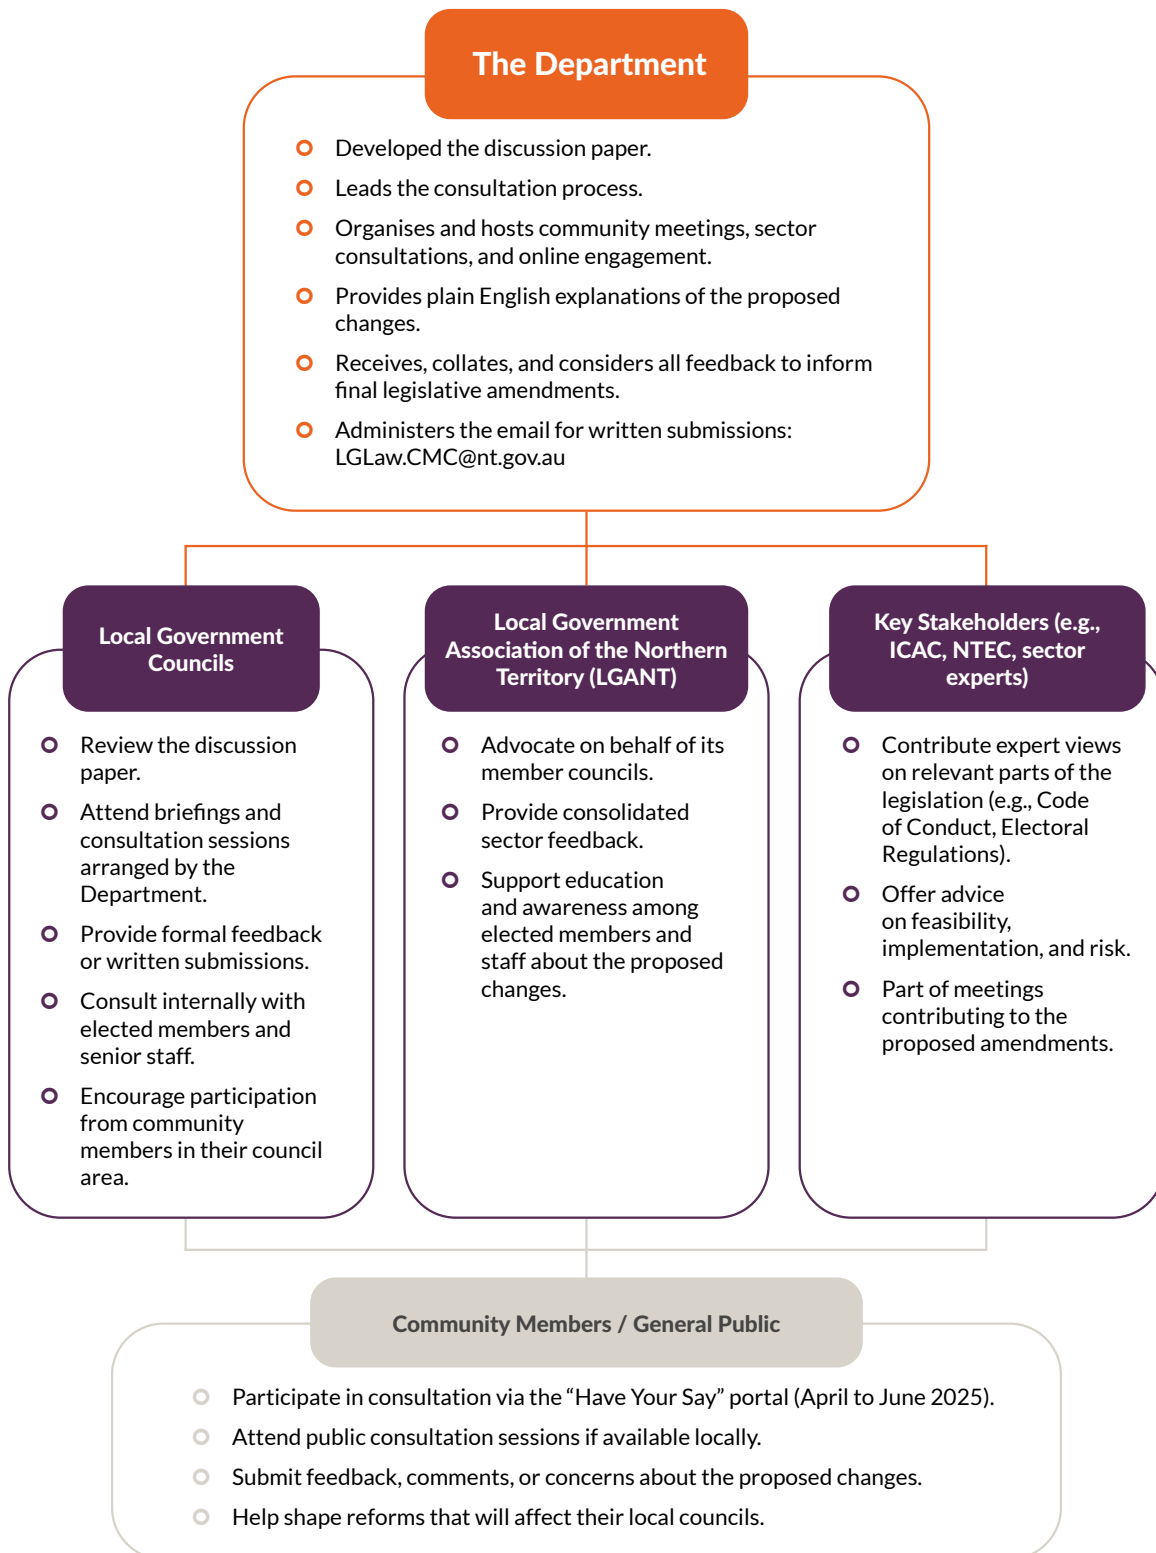 The Department
Developed the discussion paper.
Leads the consultation process.
Organises and hosts community meetings, sector
consultations, and online engagement.
Provides plain English explanations of the proposed
changes.
Receives, collates, and considers all feedback to inform
final legislative amendments.
Administers the email for written submissions:
LGLaw.CMC@nt.gov.au
Local Government
Councils
Review the discussion
paper.
Attend briefings and
consultation sessions
arranged by the
Department.
Provide formal feedback
or written submissions.
Consult internally with
elected members and
senior staff.
Encourage participation
from community
members in their council
area.
Local Government
Association of the Northern
Territory (LGANT)
Advocate on behalf of its
member councils.
Provide consolidated
sector feedback.
Support education
and awareness among
elected members and
staff about the proposed
changes.
Key Stakeholders (e.g.,
ICAC, NTEC, sector
experts)
Contribute expert views
on relevant parts of the
legislation (e.g., Code
of Conduct, Electoral
Regulations).
Offer advice
on feasibility,
implementation, and risk.
Part of meetings
contributing to the
proposed amendments.
Community Members / General Public
Participate in consultation via the “Have Your Say” portal (April to June 2025).
Attend public consultation sessions if available locally.
Submit feedback, comments, or concerns about the proposed changes.
Help shape reforms that will affect their local councils.